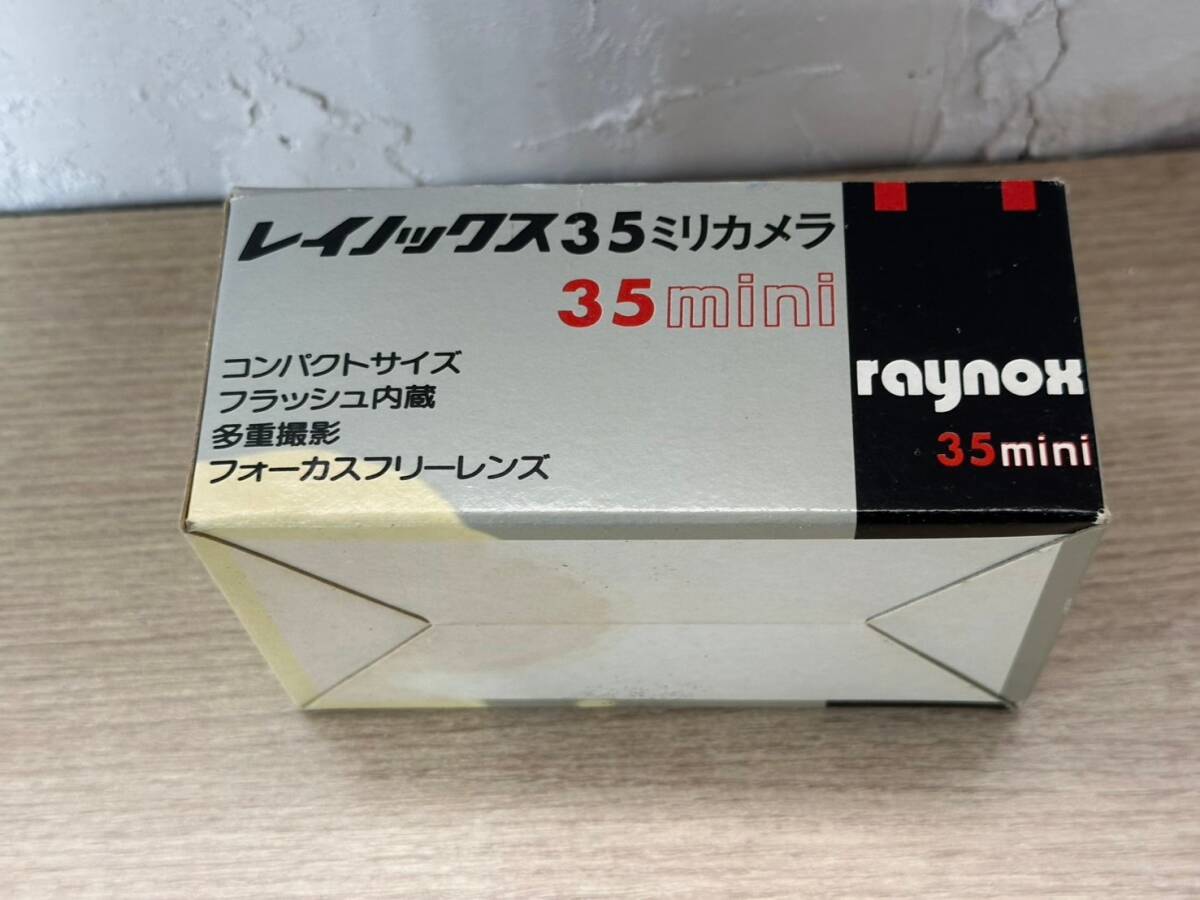 レイノックス35ミリカメラ
35mini
コンパクトサイズ
フラッシュ内蔵
多重撮影
フォーカスフリーレンズ
raynox
35mini